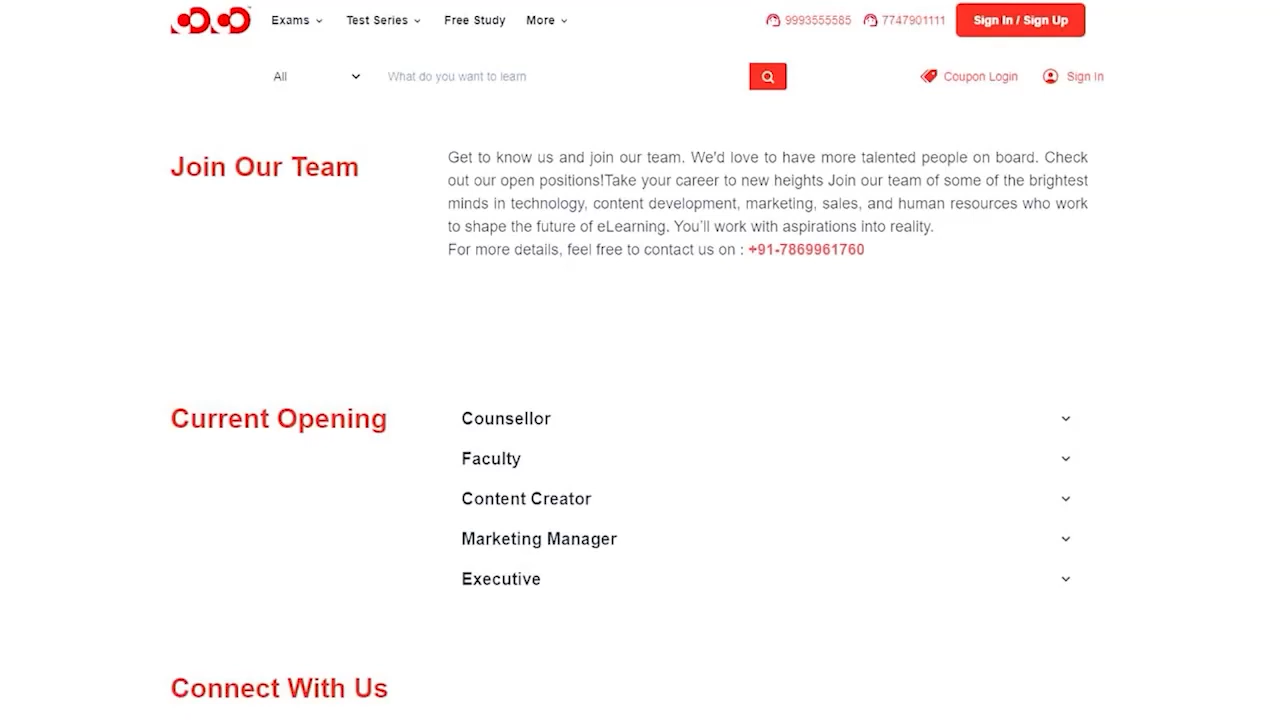 Exams
Test Series
Free Study
More
9993555585
7747901111
Sign In / Sign Up
All
What do you want to learn
Coupon Login
Sign In
Join Our Team
Get to know us and join our team. We'd love to have more talented people on board. Check
out our open positions!Take your career to new heights Join our team of some of the brightest
minds in technology, content development, marketing, sales, and human resources who work
to shape the future of eLearning. You'll work with aspirations into reality.
For more details, feel free to contact us on : +91-7869961760
Current Opening
Counsellor
Faculty
Content Creator
Marketing Manager
Executive
Connect With Us